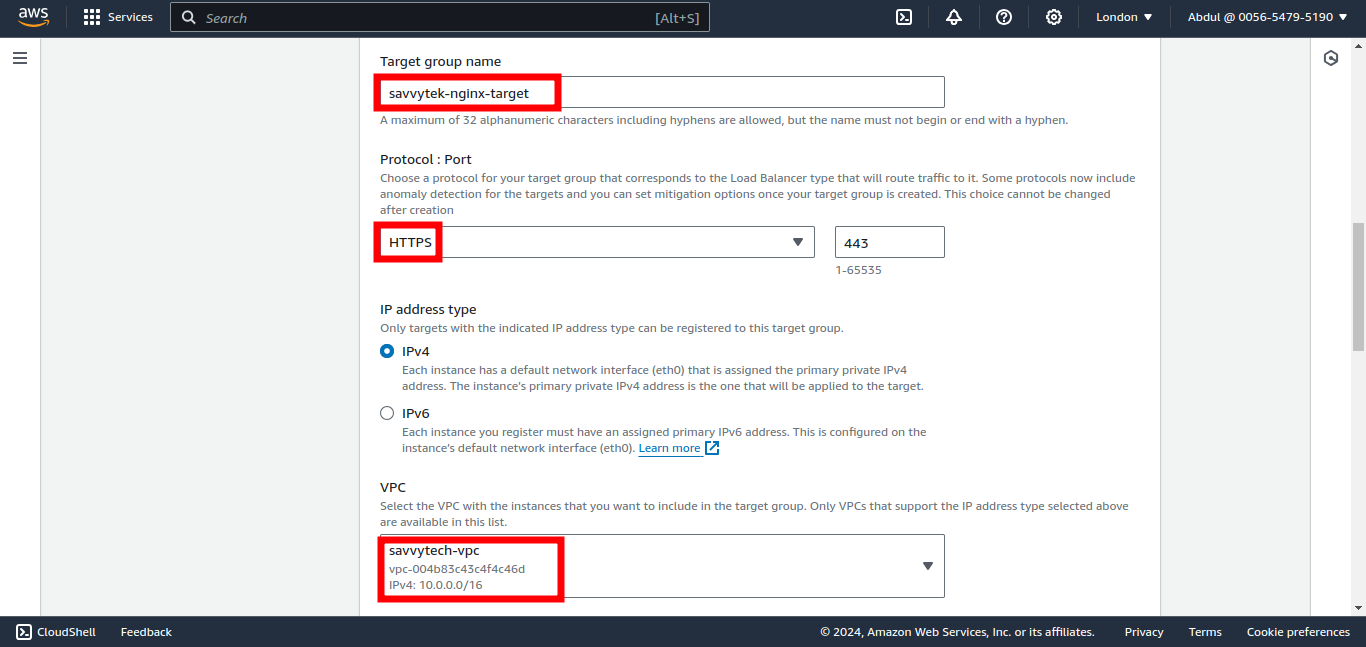 aws
Services
Search
[Alt+S]
London
Abdul @ 0056-5479-5190
Target group name
savvytek-nginx-target
A maximum of 32 alphanumeric characters including hyphens are allowed, but the name must not begin or end with a hyphen.
Protocol : Port
Choose a protocol for your target group that corresponds to the Load Balancer type that will route traffic to it. Some protocols now include
anomaly detection for the targets and you can set mitigation options once your target group is created. This choice cannot be changed
after creation
HTTPS
443
1-65535
IP address type
Only targets with the indicated IP address type can be registered to this target group.
IPv4
Each instance has a default network interface (eth0) that is assigned the primary private IPv4
address. The instance's primary private IPv4 address is the one that will be applied to the target.
IPv6
Each instance you register must have an assigned primary IPv6 address. This is configured on the
instance's default network interface (eth0). Learn more
VPC
Select the VPC with the instances that you want to include in the target group. Only VPCs that support the IP address type selected above
are available in this list.
savvytech-vpc
vpc-004b83c43c4f4c46d
IPv4: 10.0.0.0/16
CloudShell
Feedback
© 2024, Amazon Web Services, Inc. or its affiliates.
Privacy
Terms
Cookie preferences